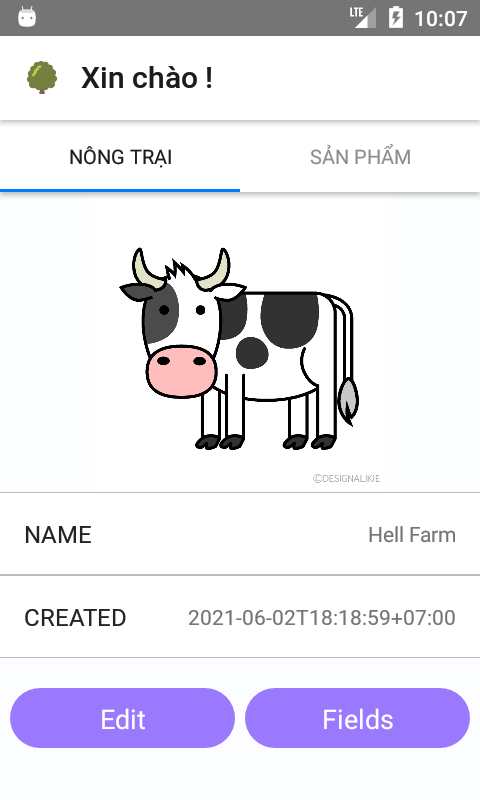 LTE 10:07
Xin chào !
NÔNG TRẠI SẢN PHẨM
©DESIGNALIKIE
NAME Hell Farm
CREATED 2021-06-02T18:18:59+07:00
Edit Fields